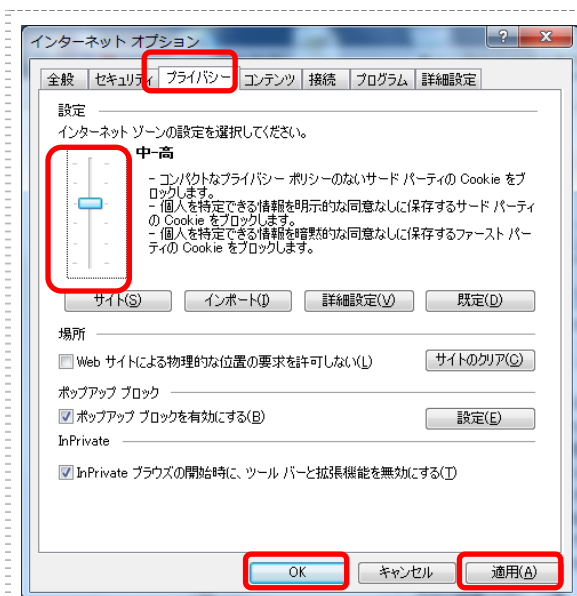 インターネット オプション
全般 セキュリティ プライバシー コンテンツ 接続 プログラム 詳細設定
設定
インターネット ゾーンの設定を選択してください。
中-高
- コンパクトなプライバシー ポリシーのないサード パーティの Cookie をブ
ロックします。
- 個人を特定できる情報を明示的な同意なしに保存するサード パーティ
の Cookie をブロックします。
- 個人を特定できる情報を暗黙的な同意なしに保存するファースト パー
ティの Cookie をブロックします。
サイト(S) インポート(I) 詳細設定(V) 既定(D)
場所
Web サイトによる物理的な位置の要求を許可しない(L) サイトのクリア(C)
ポップアップ ブロック
ポップアップ ブロックを有効にする(B) 設定(E)
InPrivate
InPrivate ブラウズの開始時に、ツール バーと拡張機能を無効にする(T)
OK キャンセル 適用(A)